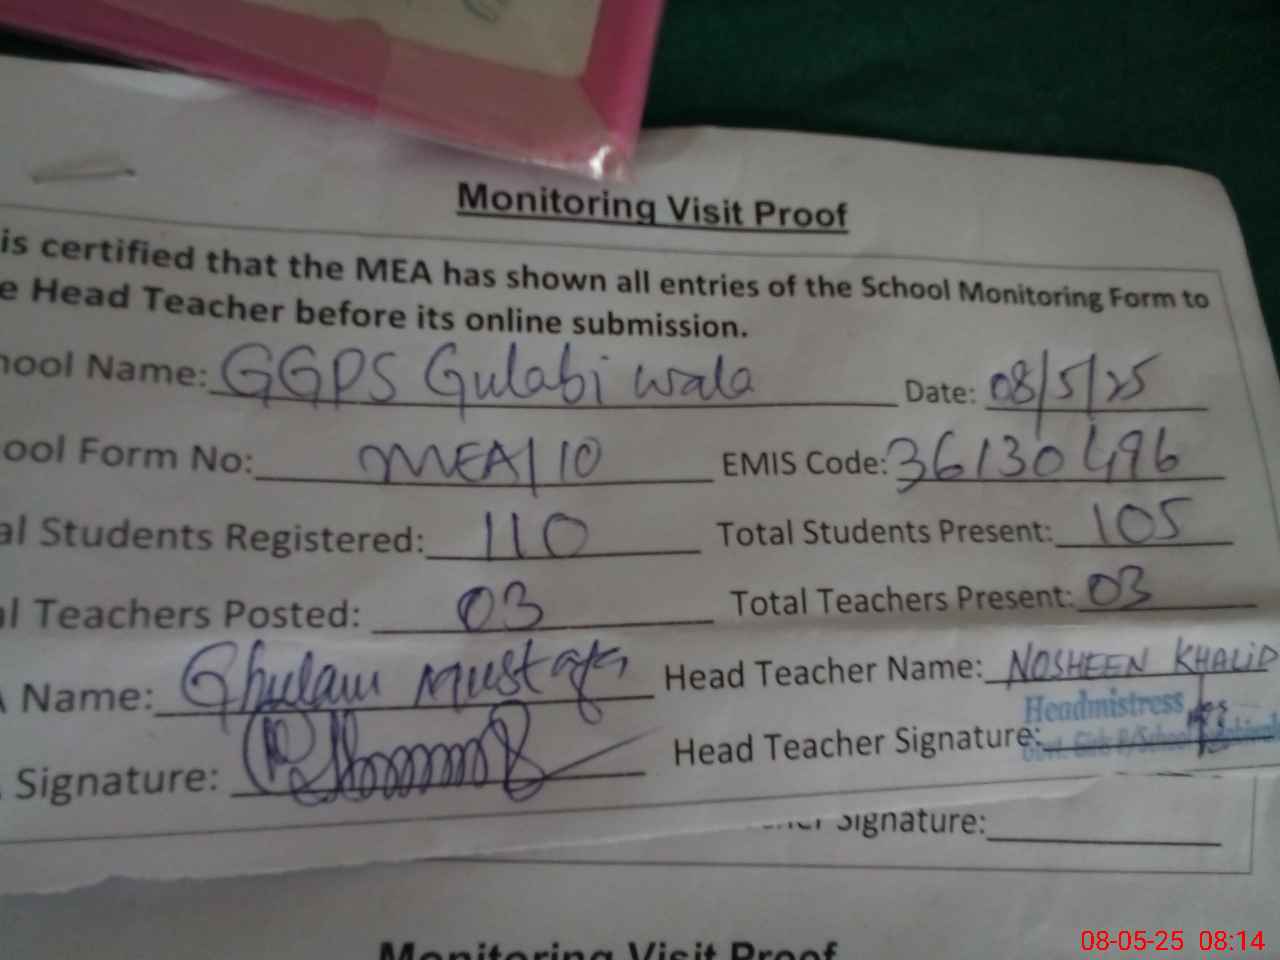 Monitoring Visit Proof
is certified that the MEA has shown all entries of the School Monitoring Form to
e Head Teacher before its online submission.
hool Name: GGPS Gulabi wala Date: 08/5/25
ool Form No: MEA/10 EMIS Code: 36130496
al Students Registered: 110 Total Students Present: 105
al Teachers Posted: 03 Total Teachers Present: 03
A Name: Ghulam Mustafa Head Teacher Name: NOSHEEN KHALID
Signature: Head Teacher Signature:
Headmistress
Govt. Girls P/School
Signature:
Monitoring Visit Proof
08-05-25 08:14